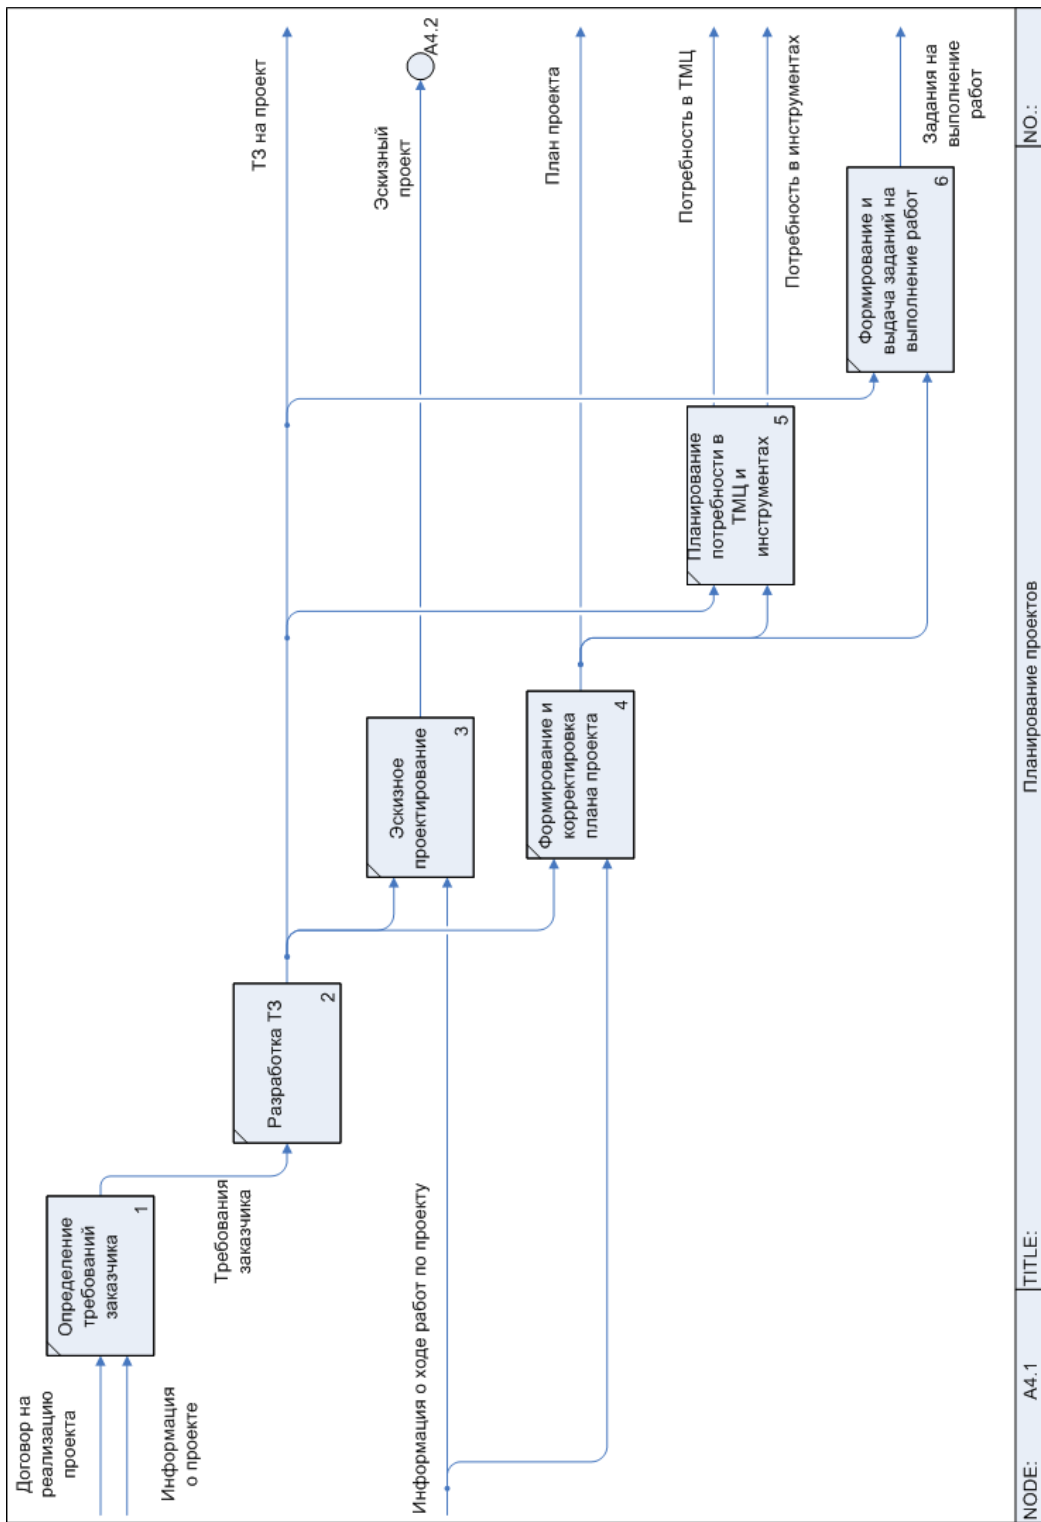 Договор на
реализацию
проекта
Информация
о проекте
Определение
требований
заказчика
1
Требования
заказчика
Разработка ТЗ
2
ТЗ на проект
Информация о ходе работ по проекту
Эскизное
проектирование
3
Эскизный
проект
A4.2
Формирование и
корректировка
плана проекта
4
План проекта
Планирование
потребности в
ТМЦ и
инструментах
5
Потребность в ТМЦ
Потребность в инструментах
Формирование и
выдача заданий на
выполнение работ
6
Задания на
выполнение
работ
NODE: A4.1
TITLE: Планирование проектов
NO.: